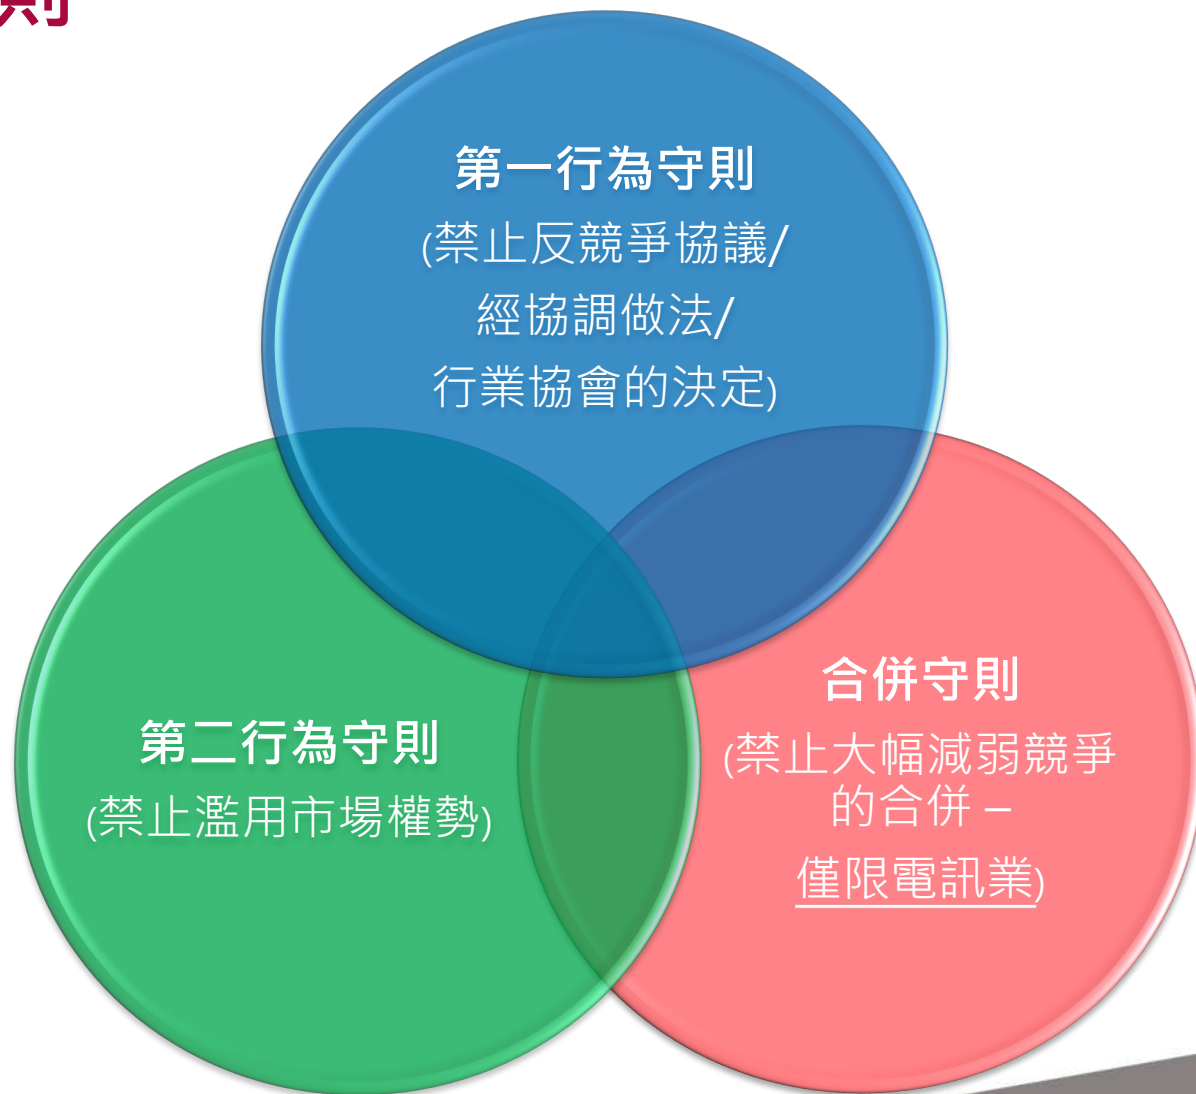 則
第一行為守則
(禁止反競爭協議/
經協調做法/
行業協會的決定)
第二行為守則
(禁止濫用市場權勢)
合併守則
(禁止大幅減弱競爭
的合併 –
僅限電訊業)